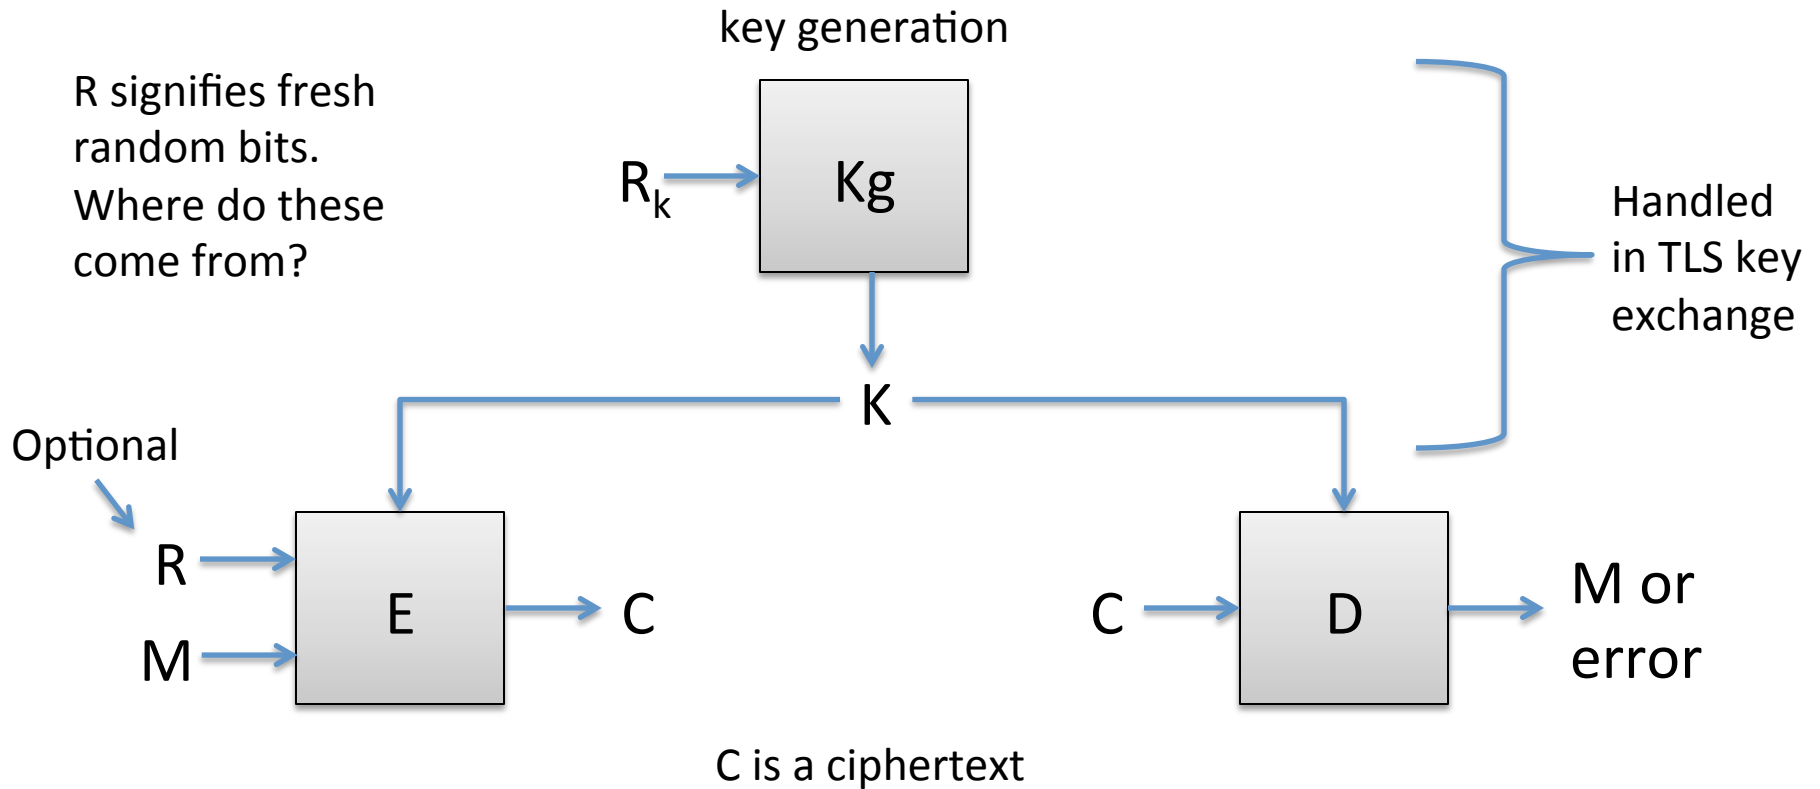 key generation
R signifies fresh
random bits.
Where do these
come from?
Rk
Kg
Handled
in TLS key
exchange
K
Optional
R
M
E
C
C
D
M or
error
C is a ciphertext